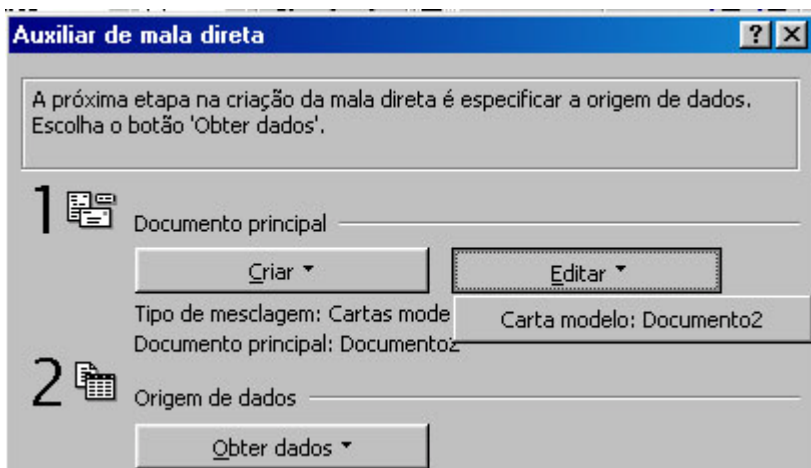 Auxiliar de mala direta
A próxima etapa na criação da mala direta é especificar a origem de dados.
Escolha o botão 'Obter dados'.
1
Documento principal
Criar
Editar
Tipo de mesclagem: Cartas mode
Carta modelo: Documento2
Documento principal: Documento2
2
Origem de dados
Obter dados